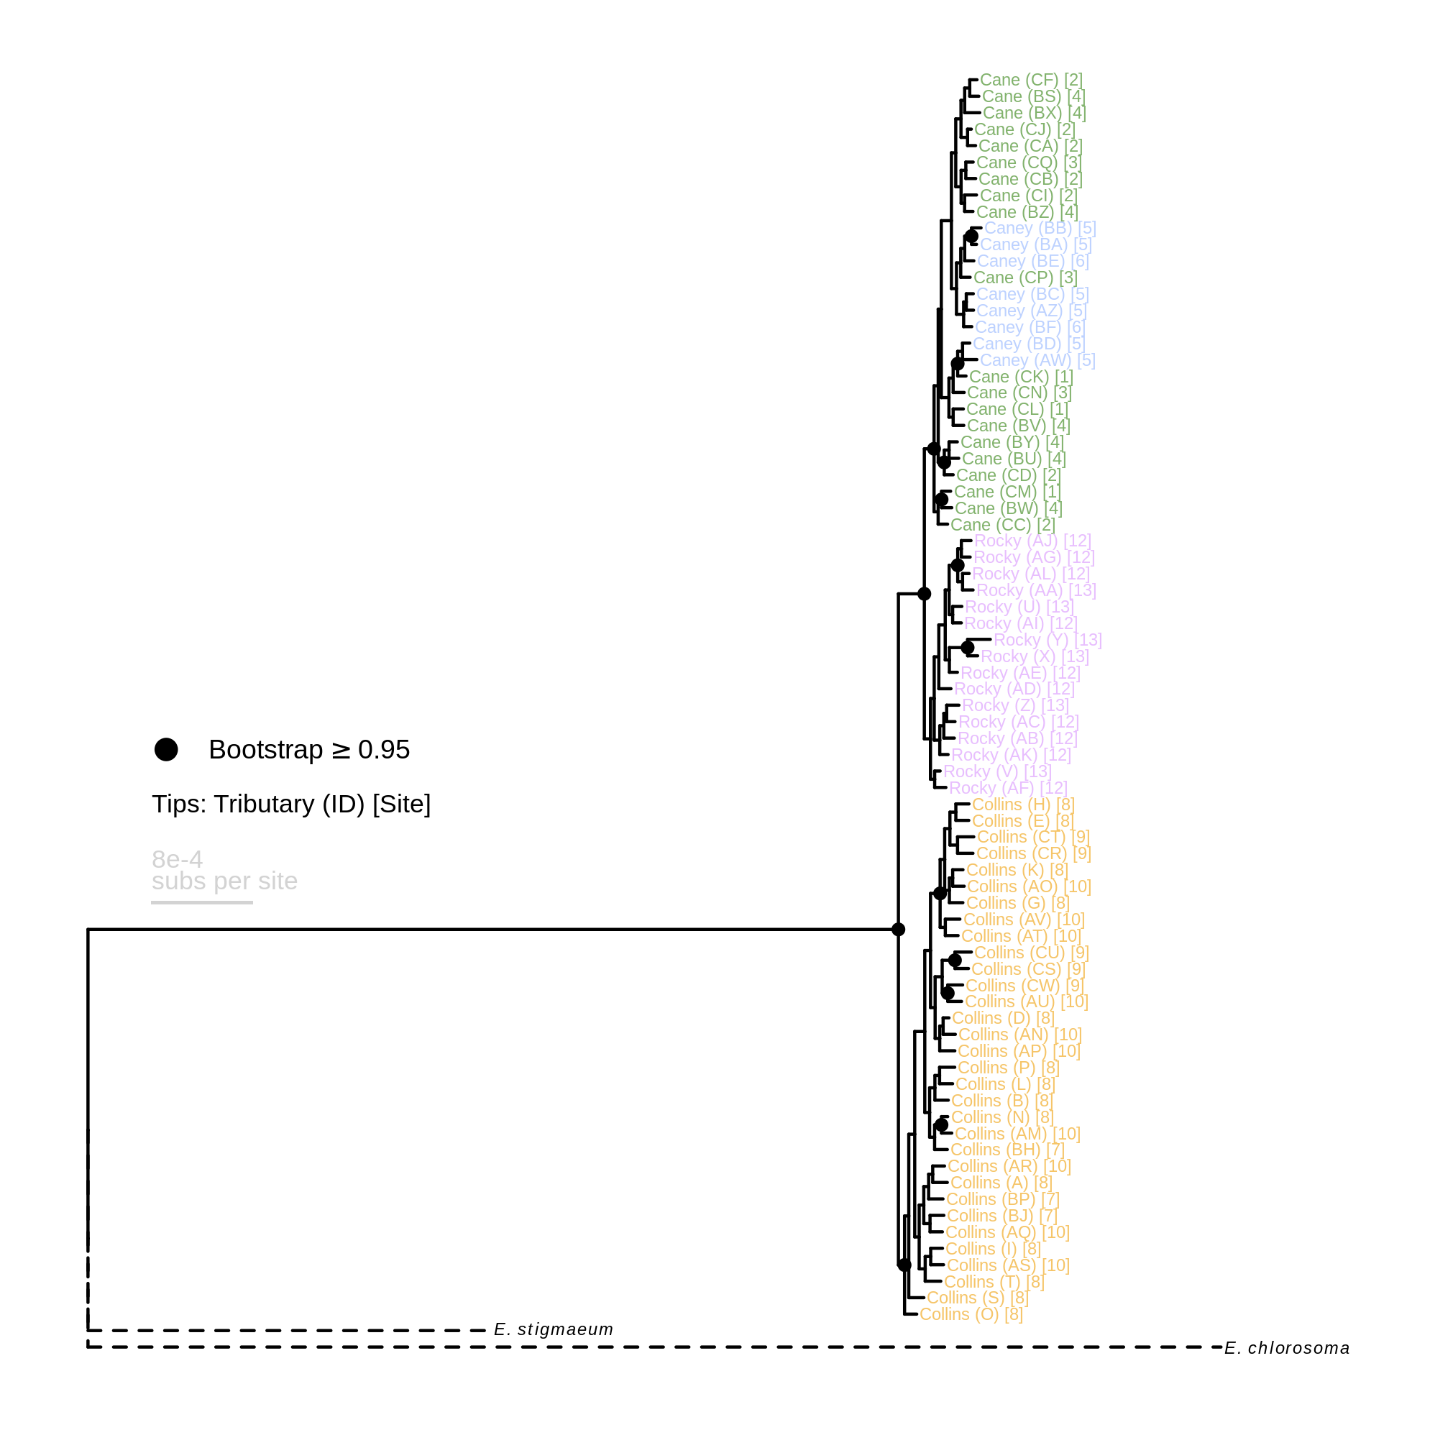 Cane (CF) [2]
Cane (BS) [4]
Cane (BX) [4]
Cane (CJ) [2]
Cane (CA) [2]
Cane (CQ) [3]
Cane (CB) [2]
Cane (CI) [2]
Cane (BZ) [4]
Caney (BB) [5]
Caney (BA) [5]
Caney (BE) [6]
Cane (CP) [3]
Caney (BC) [5]
Caney (AZ) [5]
Caney (BF) [6]
Caney (BD) [5]
Caney (AW) [5]
Cane (CK) [1]
Cane (CN) [3]
Cane (CL) [1]
Cane (BV) [4]
Cane (BY) [4]
Cane (BU) [4]
Cane (CD) [2]
Cane (CM) [1]
Cane (BW) [4]
Cane (CC) [2]
Rocky (AJ) [12]
Rocky (AG) [12]
Rocky (AL) [12]
Rocky (AA) [13]
Rocky (U) [13]
Rocky (AI) [12]
Rocky (Y) [13]
Rocky (X) [13]
Rocky (AE) [12]
Rocky (AD) [12]
Rocky (Z) [13]
Rocky (AC) [12]
Rocky (AB) [12]
Rocky (AK) [12]
Rocky (V) [13]
Rocky (AF) [12]
Collins (H) [8]
Collins (E) [8]
Collins (CT) [9]
Collins (CR) [9]
Collins (K) [8]
Collins (AO) [10]
Collins (G) [8]
Collins (AV) [10]
Collins (AT) [10]
Collins (CU) [9]
Collins (CS) [9]
Collins (CW) [9]
Collins (AU) [10]
Collins (D) [8]
Collins (AN) [10]
Collins (AP) [10]
Collins (P) [8]
Collins (L) [8]
Collins (B) [8]
Collins (N) [8]
Collins (AM) [10]
Collins (BH) [7]
Collins (AR) [10]
Collins (A) [8]
Collins (BP) [7]
Collins (BJ) [7]
Collins (AQ) [10]
Collins (I) [8]
Collins (AS) [10]
Collins (T) [8]
Collins (S) [8]
Collins (O) [8]
Bootstrap ≥ 0.95
Tips: Tributary (ID) [Site]
8e-4
subs per site
E. stigmaeum
E. chlorosoma